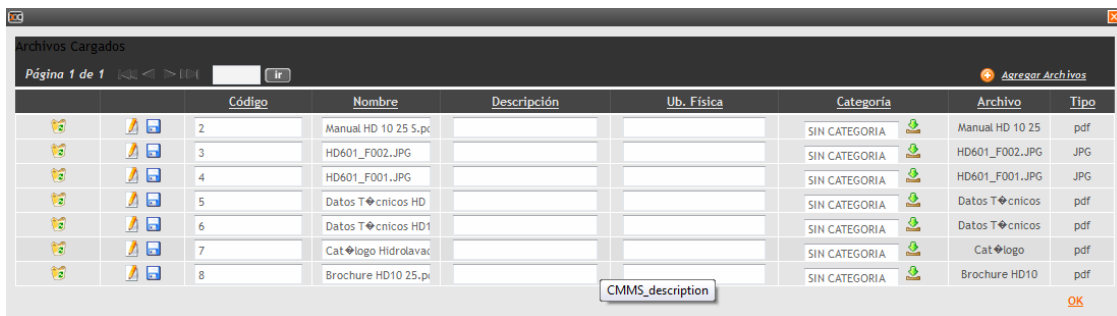 Archivos Cargados
Página 1 de 1 ir Agregar Archivos
Código Nombre Descripción Ub. Física Categoría Archivo Tipo
2 Manual HD 10 25 S.pd SIN CATEGORIA Manual HD 10 25 pdf
3 HD601_F002.JPG SIN CATEGORIA HD601_F002.JPG JPG
4 HD601_F001.JPG SIN CATEGORIA HD601_F001.JPG JPG
5 Datos T�cnicos HD SIN CATEGORIA Datos T�cnicos pdf
6 Datos T�cnicos HD1 SIN CATEGORIA Datos T�cnicos pdf
7 Cat�logo Hidrolavad SIN CATEGORIA Cat�logo pdf
8 Brochure HD10 25.pd SIN CATEGORIA Brochure HD10 pdf
CMMS_description
OK